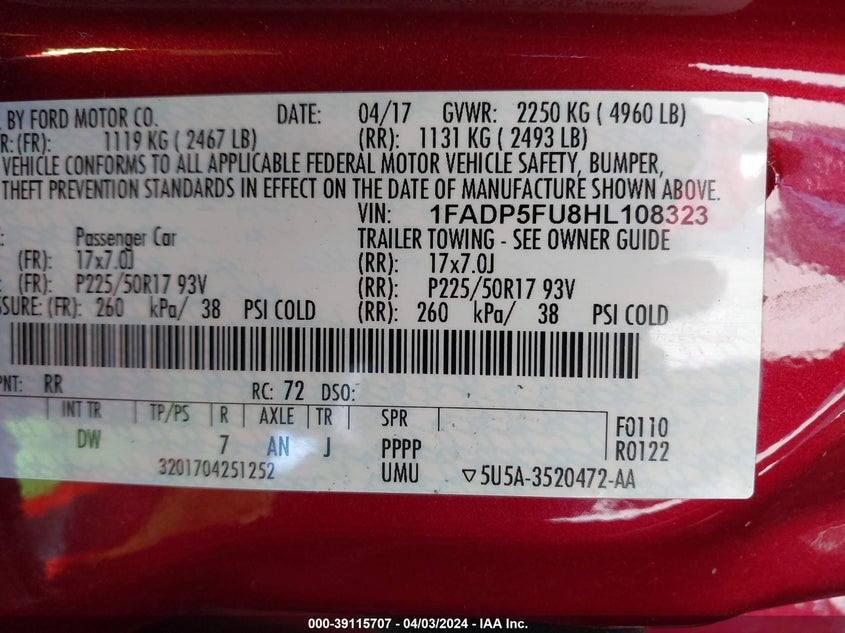 BY FORD MOTOR CO. DATE: 04/17 GVWR: 2250 KG ( 4960 LB)
R:(FR): 1119 KG ( 2467 LB) (RR): 1131 KG ( 2493 LB)
VEHICLE CONFORMS TO ALL APPLICABLE FEDERAL MOTOR VEHICLE SAFETY, BUMPER,
THEFT PREVENTION STANDARDS IN EFFECT ON THE DATE OF MANUFACTURE SHOWN ABOVE.
VIN: 1FADP5FU8HL108323
Passenger Car TRAILER TOWING - SEE OWNER GUIDE
(FR): 17x7.0J (RR): 17x7.0J
(FR): P225/50R17 93V (RR): P225/50R17 93V
SSURE: (FR): 260 kPa/ 38 PSI COLD (RR): 260 kPa/ 38 PSI COLD
PNT: RR RC: 72 DSO:
INT TR TP/PS R AXLE TR SPR F0110
DW 7 AN J PPPP R0122
3201704251252 UMU ▽5U5A-3520472-AA
000-39115707 - 04/03/2024 - IAA Inc.